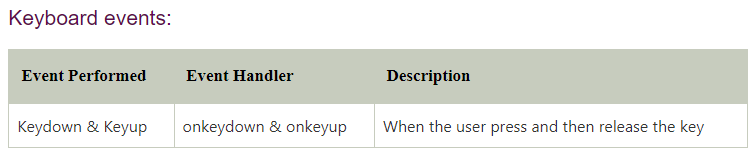 Keyboard events:
Event Performed Event Handler Description
Keydown & Keyup onkeydown & onkeyup When the user press and then release the key